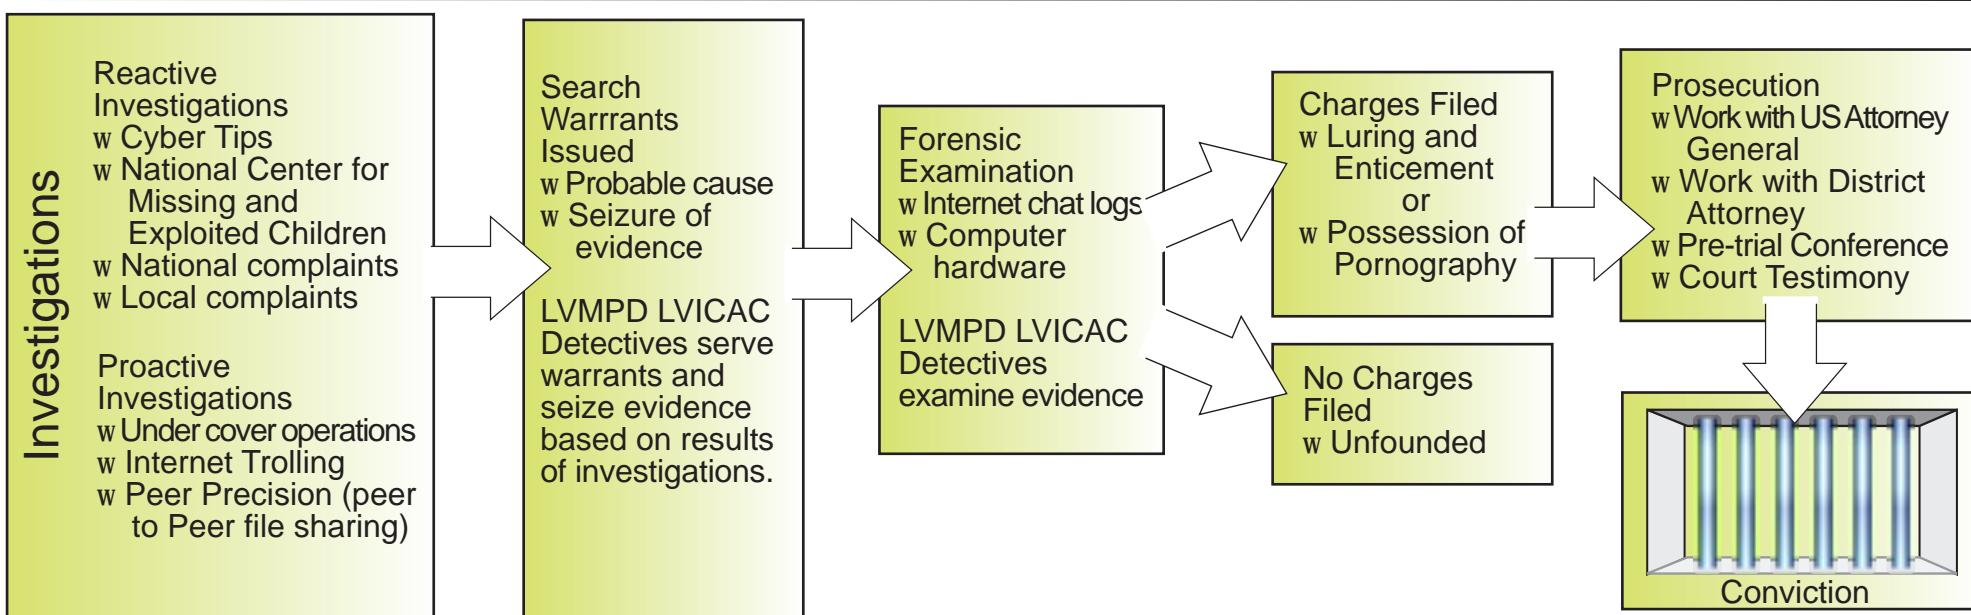 Investigations
Reactive
Investigations
w Cyber Tips
w National Center for
Missing and
Exploited Children
w National complaints
w Local complaints
Proactive
Investigations
w Under cover operations
w Internet Trolling
w Peer Precision (peer
to Peer file sharing)
Search
Warrrants
Issued
w Probable cause
w Seizure of
evidence
LVMPD LVICAC
Detectives serve
warrants and
seize evidence
based on results
of investigations.
Forensic
Examination
w Internet chat logs
w Computer
hardware
LVMPD LVICAC
Detectives
examine evidence
Charges Filed
w Luring and
Enticement
or
w Possession of
Pornography
No Charges
Filed
w Unfounded
Prosecution
w Work with US Attorney
General
w Work with District
Attorney
w Pre-trial Conference
w Court Testimony
Conviction